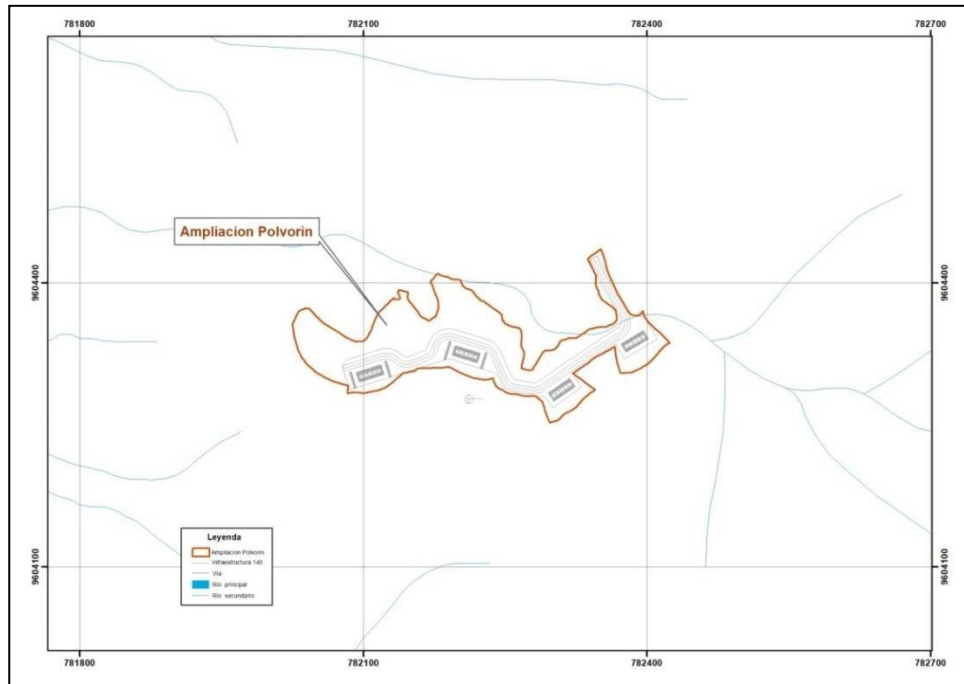 781800 782100 782400 782700
Ampliacion Polvorin
9604400 9604400
Leyenda
Ampliacion Polvorin
Infraestructura 140
Vía
Río principal
Río secundario
9604100 9604100
781800 782100 782400 782700